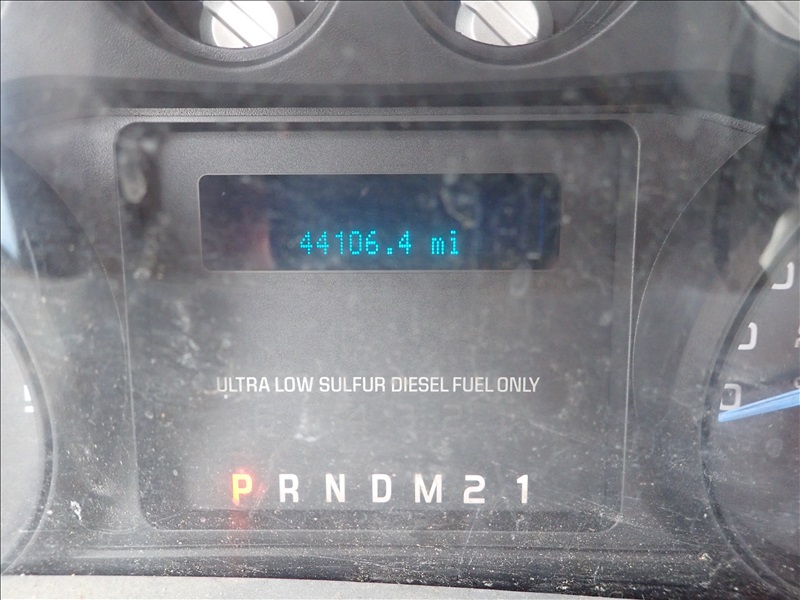 44106.4 mi
ULTRA LOW SULFUR DIESEL FUEL ONLY
P R N D M 2 1